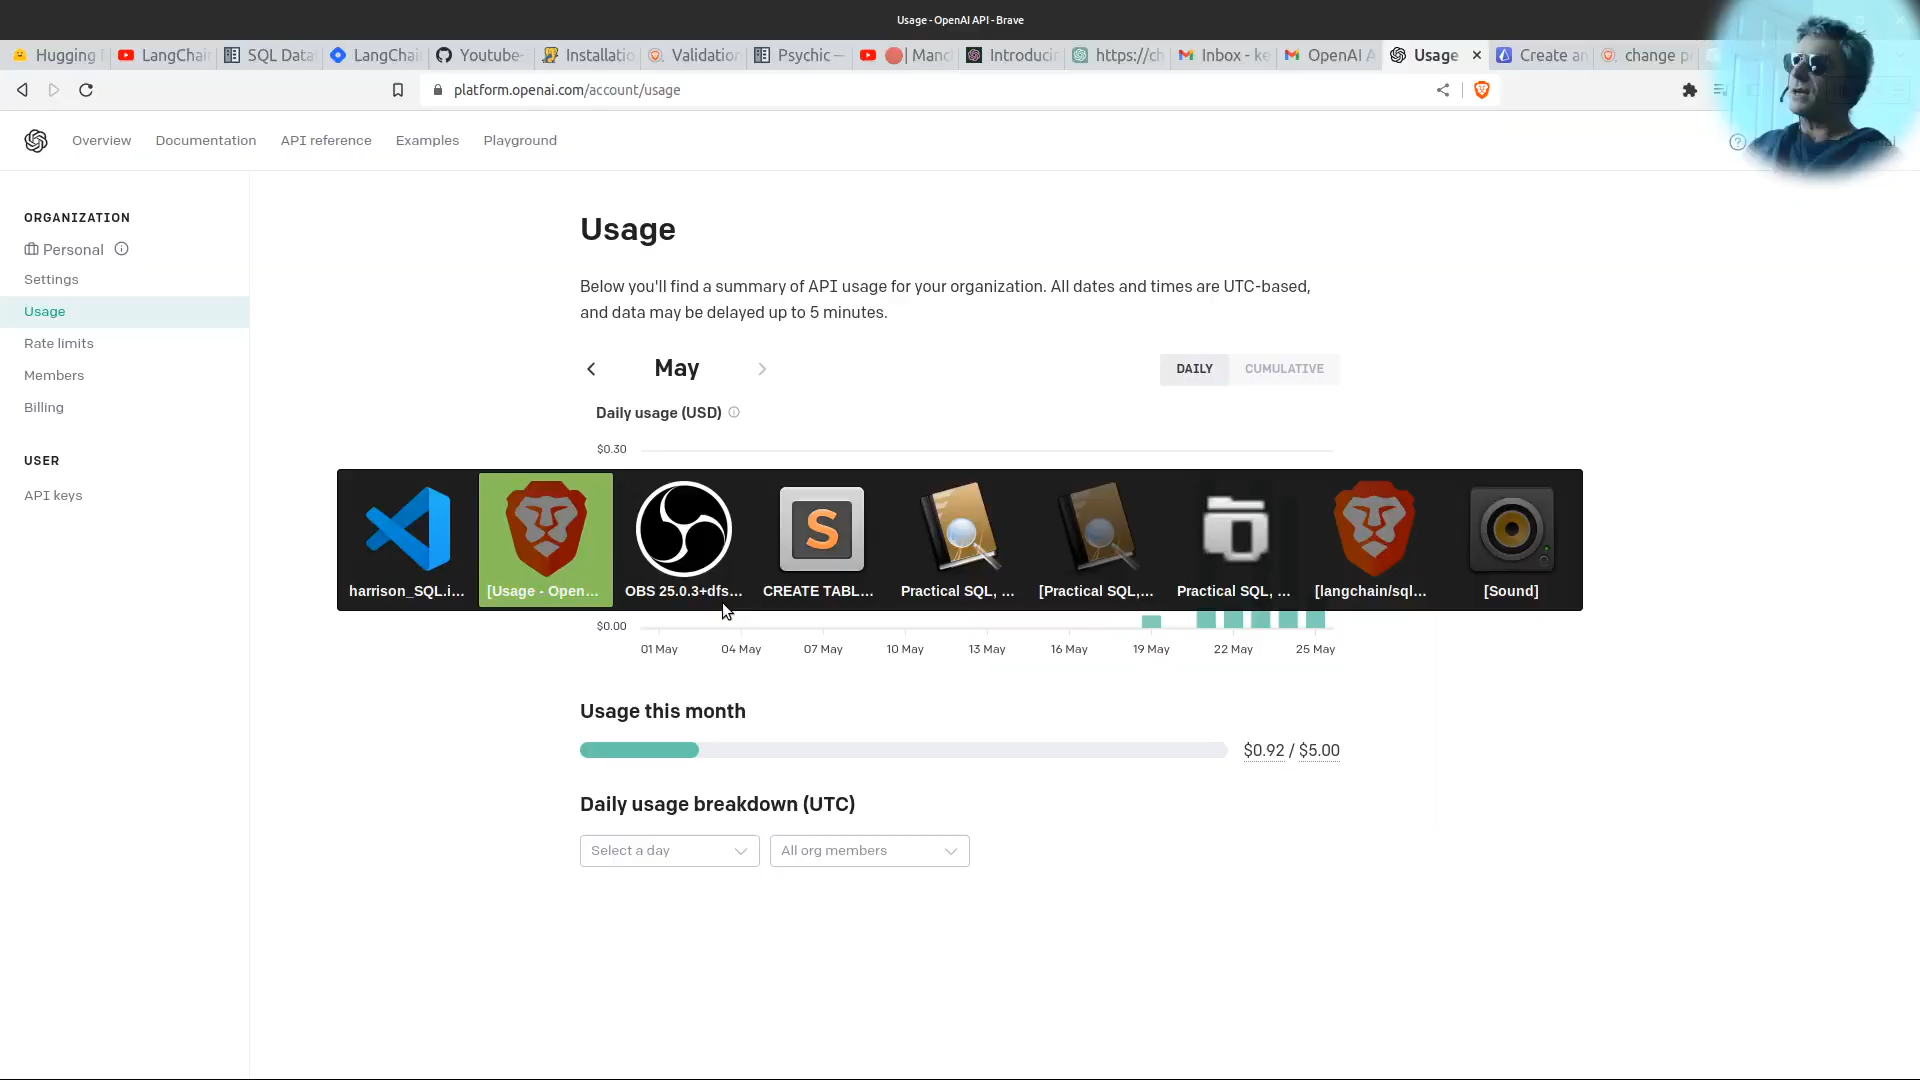 Usage - OpenAI API - Brave
Hugging
LangChai
SQL Data
LangChai
Youtube-
Installatio
Validation
Psychic —
| Manc
Introducin
https://ch
Inbox - ke
OpenAI A
Usage
Create an
change p
platform.openai.com/account/usage
Overview
Documentation
API reference
Examples
Playground
ORGANIZATION
Personal
Settings
Usage
Rate limits
Members
Billing
USER
API keys
Usage
Below you'll find a summary of API usage for your organization. All dates and times are UTC-based,
and data may be delayed up to 5 minutes.
May
DAILY
CUMULATIVE
Daily usage (USD)
$0.30
harrison_SQL.i...
[Usage - Open...
OBS 25.0.3+dfs...
CREATE TABL...
Practical SQL, ...
[Practical SQL,...
Practical SQL, ...
[langchain/sql...
[Sound]
$0.00
01 May
04 May
07 May
10 May
13 May
16 May
19 May
22 May
25 May
Usage this month
$0.92 / $5.00
Daily usage breakdown (UTC)
Select a day
All org members